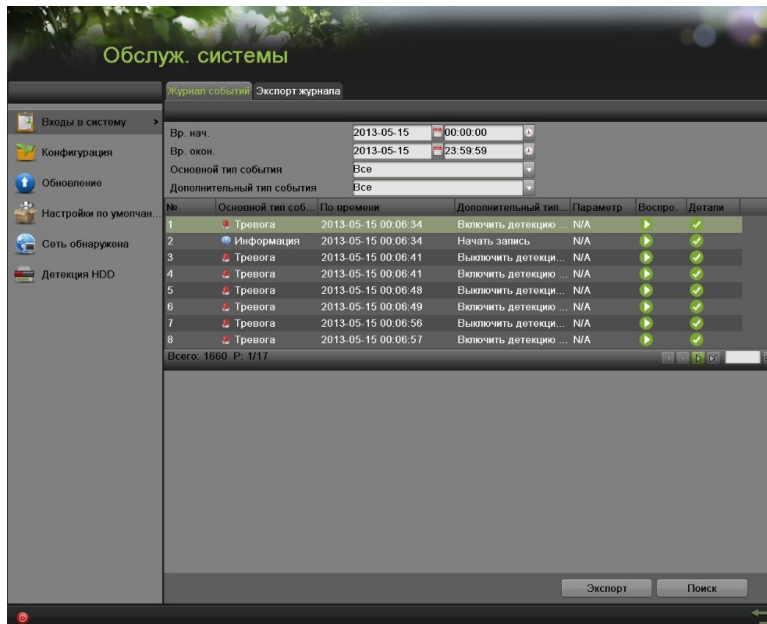 Обслуж. системы
Журнал событий Экспорт журнала
Входы в систему >
Конфигурация
Обновление
Настройки по умолчан...
Сеть обнаружена
Детекция HDD
Вр. нач. 2013-05-15 00:00:00
Вр. окон. 2013-05-15 23:59:59
Основной тип события Все
Дополнительный тип события Все
№ Основной тип соб... По времени Дополнительный тип... Параметр Воспро. Детали
1 Тревога 2013-05-15 00:06:34 Включить детекцию ... N/A
2 Информация 2013-05-15 00:06:34 Начать запись N/A
3 Тревога 2013-05-15 00:06:41 Выключить детекци... N/A
4 Тревога 2013-05-15 00:06:41 Включить детекцию ... N/A
5 Тревога 2013-05-15 00:06:48 Выключить детекци... N/A
6 Тревога 2013-05-15 00:06:49 Включить детекцию ... N/A
7 Тревога 2013-05-15 00:06:56 Выключить детекци... N/A
8 Тревога 2013-05-15 00:06:57 Включить детекцию ... N/A
Всего: 1660 P: 1/17
Экспорт Поиск